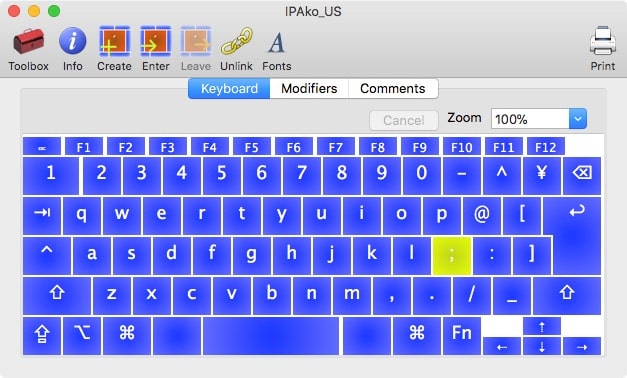 IPAko_US
Toolbox Info Create Enter Leave Unlink Fonts Print
Keyboard Modifiers Comments
Cancel Zoom 100%
esc F1 F2 F3 F4 F5 F6 F7 F8 F9 F10 F11 F12
1 2 3 4 5 6 7 8 9 0 - ^ ¥ ⌫
⇥ q w e r t y u i o p @ [ ↩
^ a s d f g h j k l ; : ]
⇧ z x c v b n m , . / _ ⇧
⇪ ⌥ ⌘ ⌘ Fn ⇡
⇠ ⇣ ⇢